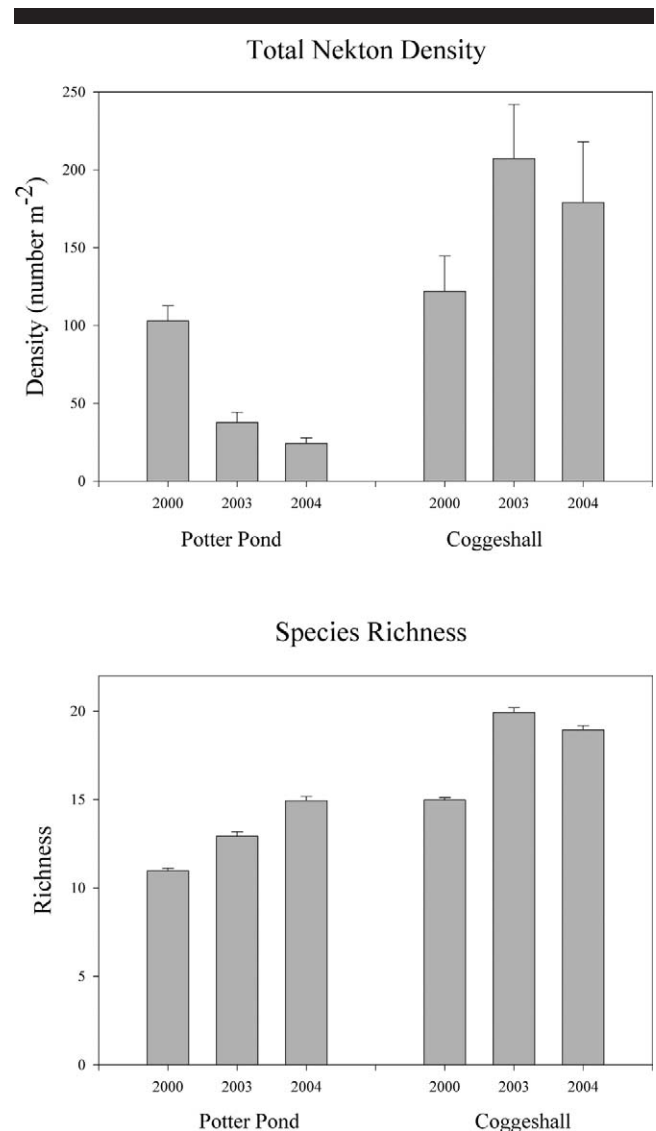 Total Nekton Density
250
200
150
100
50
0
Density (number m-2)
2000 2003 2004 2000 2003 2004
Potter Pond Coggeshall
Species Richness
20
15
10
5
0
Richness
2000 2003 2004 2000 2003 2004
Potter Pond Coggeshall